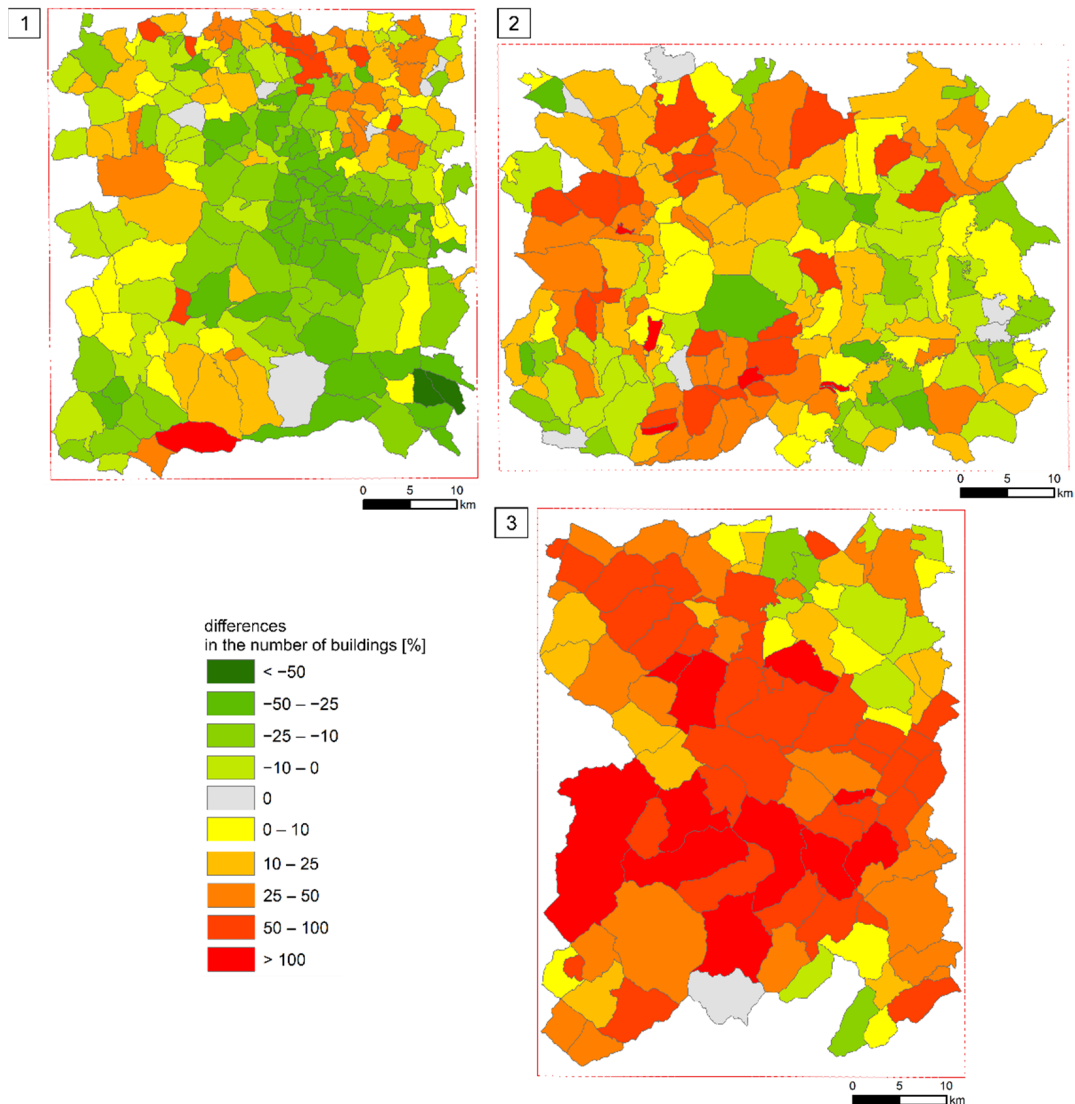 1
2
0 5 10
km
0 5 10
km
3
differences
in the number of buildings [%]
< −50
−50 – −25
−25 – −10
−10 – 0
0
0 – 10
10 – 25
25 – 50
50 – 100
> 100
0 5 10
km